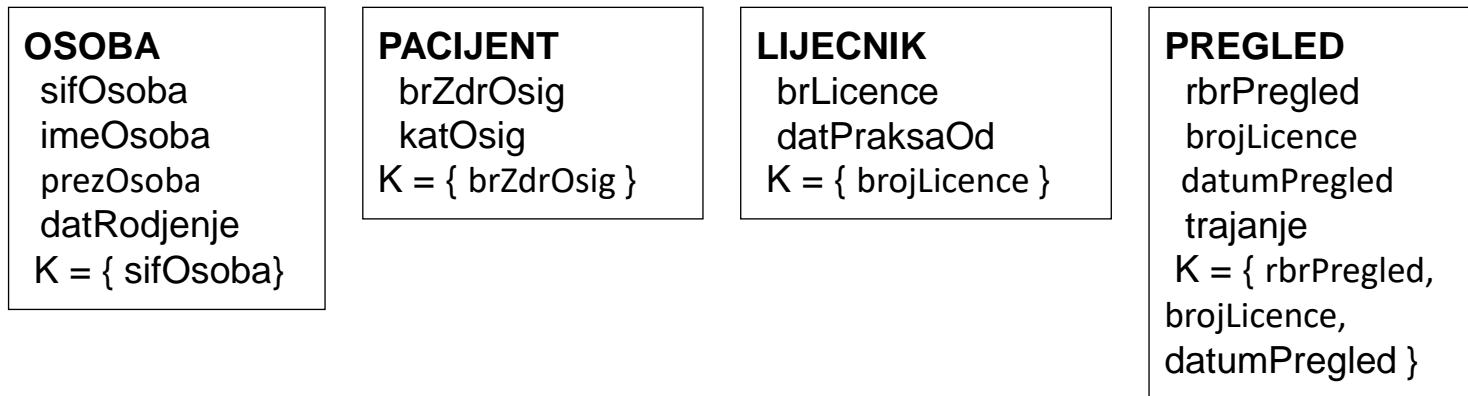 OSOBA
sifOsoba
imeOsoba
prezOsoba
datRodjenje
K = { sifOsoba}
PACIJENT
brZdrOsig
katOsig
K = { brZdrOsig }
LIJECNIK
brLicence
datPraksaOd
K = { brojLicence }
PREGLED
rbrPregled
brojLicence
datumPregled
trajanje
K = { rbrPregled,
brojLicence,
datumPregled }